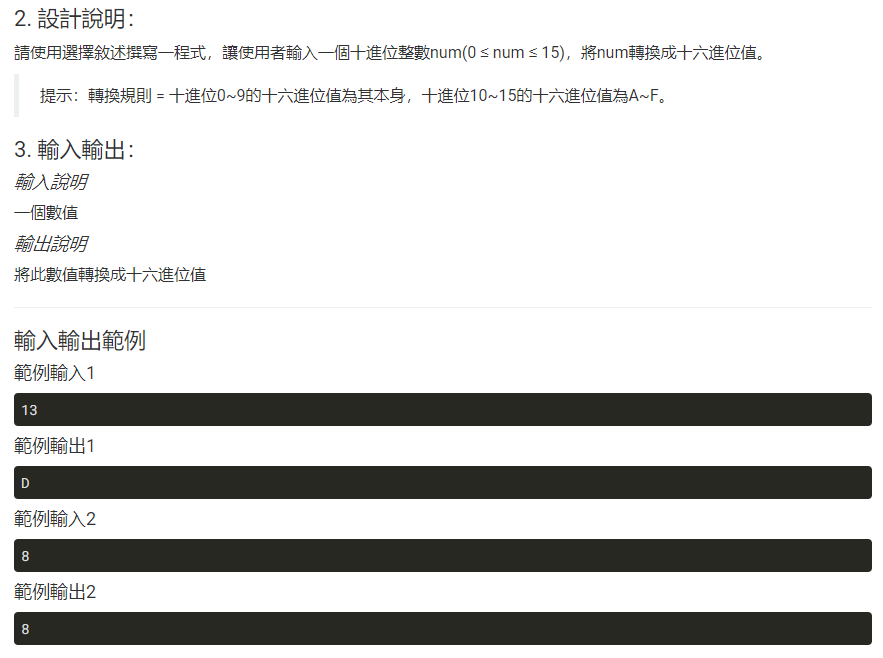 2. 設計說明：
請使用選擇敘述撰寫一程式，讓使用者輸入一個十進位整數num(0 ≤ num ≤ 15)，將num轉換成十六進位值。
提示：轉換規則 = 十進位0~9的十六進位值為其本身，十進位10~15的十六進位值為A~F。
3. 輸入輸出：
輸入說明
一個數值
輸出說明
將此數值轉換成十六進位值
輸入輸出範例
範例輸入1
13
範例輸出1
D
範例輸入2
8
範例輸出2
8